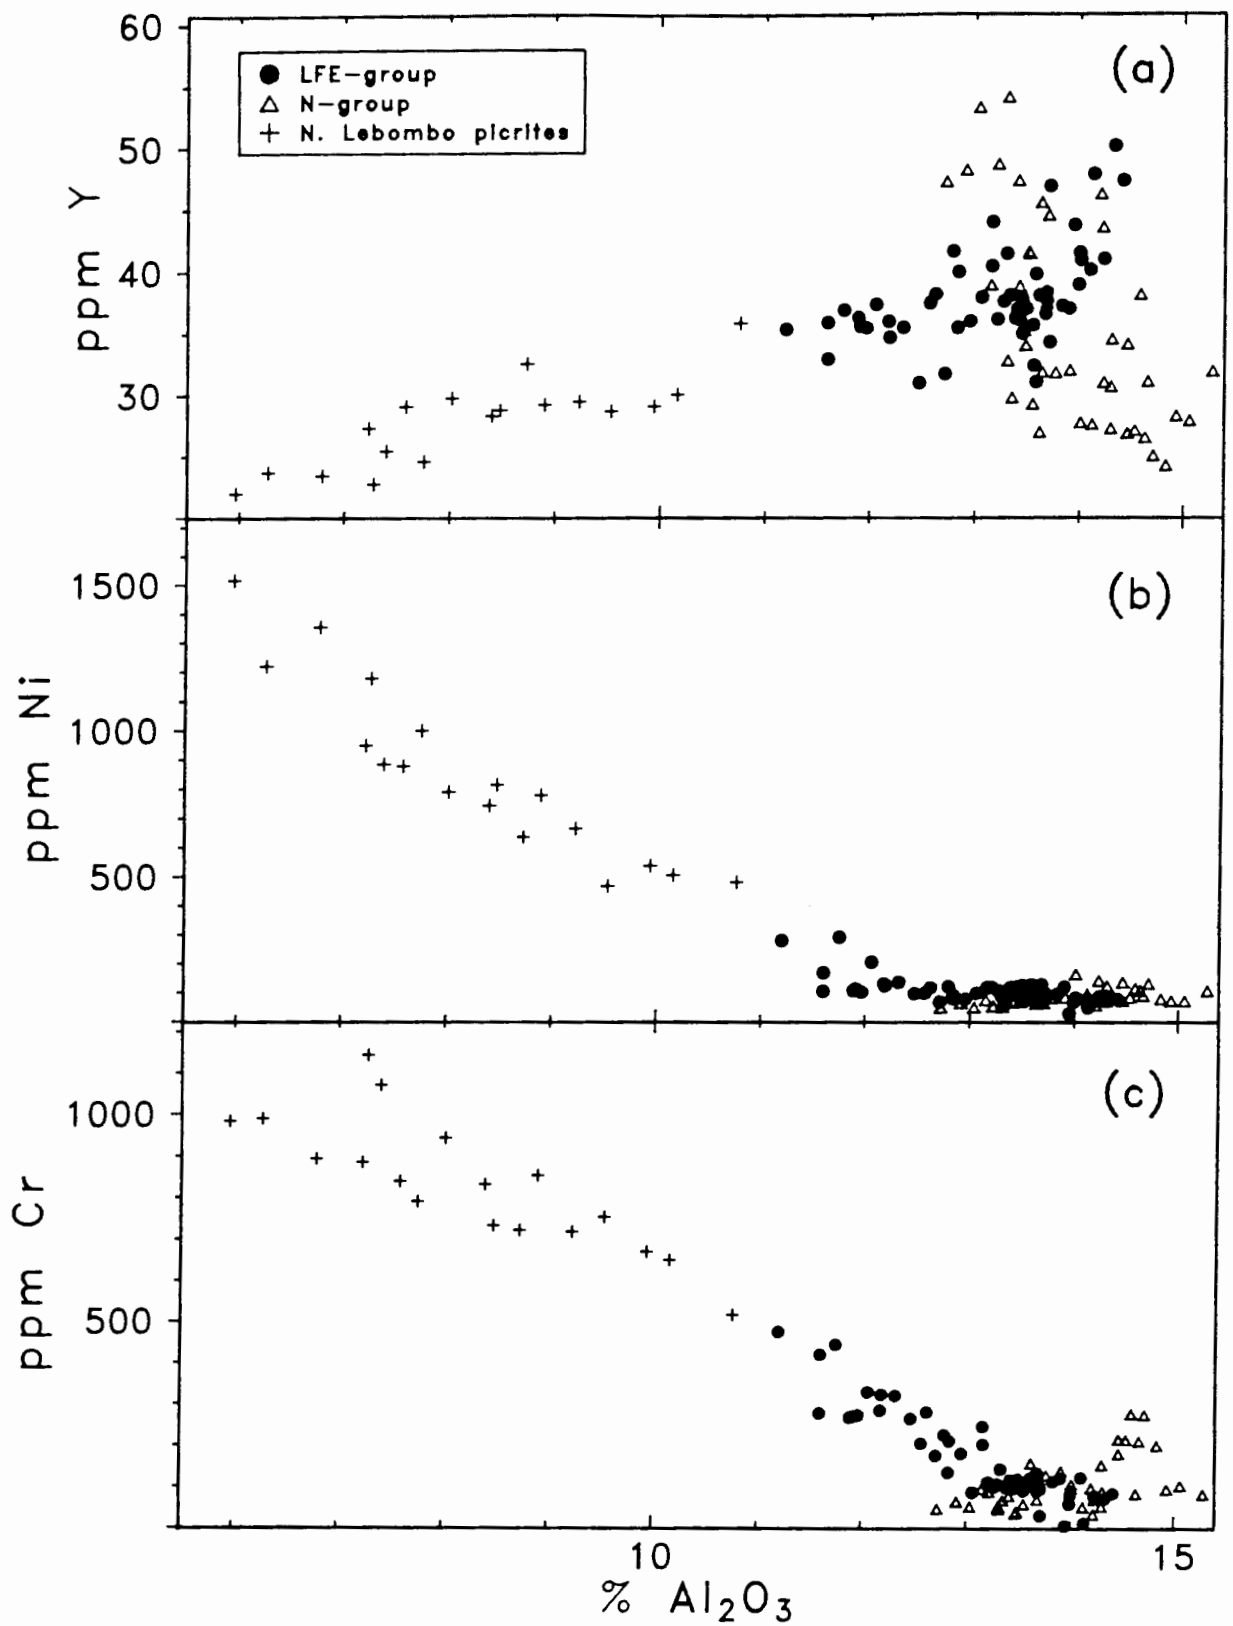 60
(a)
● LFE-group
△ N-group
+ N. Lebombo picrites
50
ppm Y
40
30
(b)
1500
ppm Ni
1000
500
(c)
1000
ppm Cr
500
10
15
% Al₂O₃